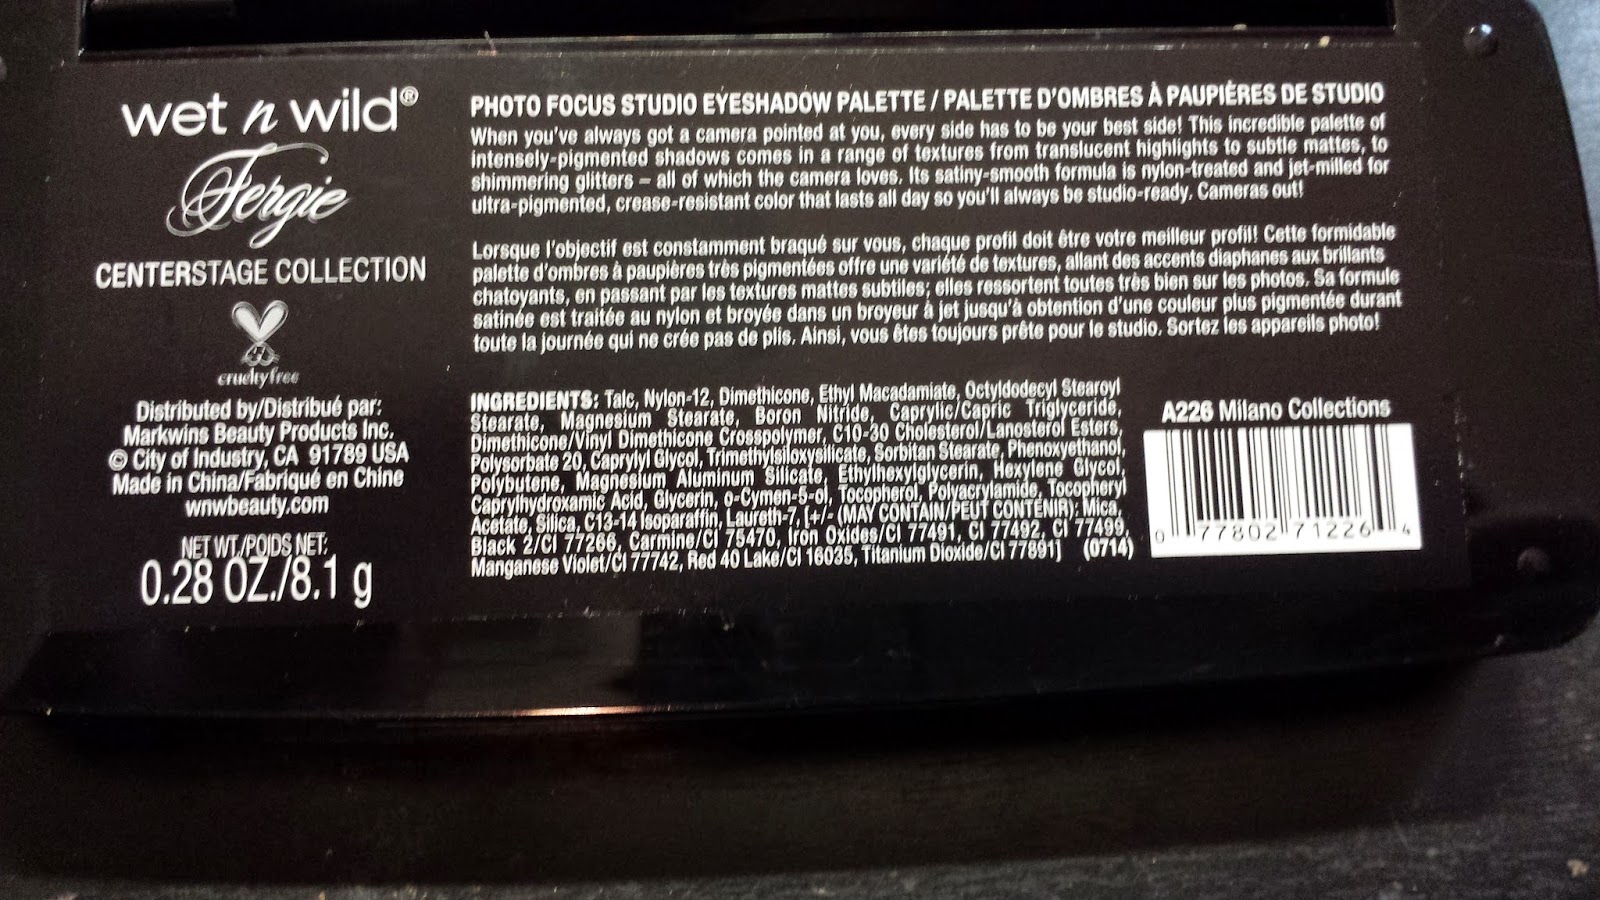 wet n wild®
Fergie
CENTERSTAGE COLLECTION
crueltyfree
Distributed by/Distribué par:
Markwins Beauty Products Inc.
© City of Industry, CA 91789 USA
Made in China/Fabriqué en Chine
wnwbeauty.com
NET WT./POIDS NET:
0.28 OZ./8.1 g
PHOTO FOCUS STUDIO EYESHADOW PALETTE / PALETTE D'OMBRES À PAUPIÈRES DE STUDIO
When you've always got a camera pointed at you, every side has to be your best side! This incredible palette of
intensely-pigmented shadows comes in a range of textures from translucent highlights to subtle mattes, to
shimmering glitters – all of which the camera loves. Its satiny-smooth formula is nylon-treated and jet-milled for
ultra-pigmented, crease-resistant color that lasts all day so you'll always be studio-ready. Cameras out!
Lorsque l'objectif est constamment braqué sur vous, chaque profil doit être votre meilleur profil! Cette formidable
palette d'ombres à paupières très pigmentées offre une variété de textures, allant des accents diaphanes aux brillants
chatoyants, en passant par les textures mattes subtiles; elles ressortent toutes très bien sur les photos. Sa formule
satinée est traitée au nylon et broyée dans un broyeur à jet jusqu'à obtention d'une couleur plus pigmentée durant
toute la journée qui ne crée pas de plis. Ainsi, vous êtes toujours prête pour le studio. Sortez les appareils photo!
INGREDIENTS: Talc, Nylon-12, Dimethicone, Ethyl Macadamiate, Octyldodecyl Stearoyl
Stearate, Magnesium Stearate, Boron Nitride, Caprylic/Capric Triglyceride,
Dimethicone/Vinyl Dimethicone Crosspolymer, C10-30 Cholesterol/Lanosterol Esters,
Polysorbate 20, Caprylyl Glycol, Trimethylsiloxysilicate, Sorbitan Stearate, Phenoxyethanol,
Polybutene, Magnesium Aluminum Silicate, Ethylhexylglycerin, Hexylene Glycol,
Caprylhydroxamic Acid, Glycerin, o-Cymen-5-ol, Tocopherol, Polyacrylamide, Tocopheryl
Acetate, Silica, C13-14 Isoparaffin, Laureth-7, [+/- (MAY CONTAIN/PEUT CONTENIR): Mica,
Black 2/CI 77266, Carmine/CI 75470, Iron Oxides/CI 77491, CI 77492, CI 77499,
Manganese Violet/CI 77742, Red 40 Lake/CI 16035, Titanium Dioxide/CI 77891] (0714)
A226 Milano Collections
0 77802 71226 4